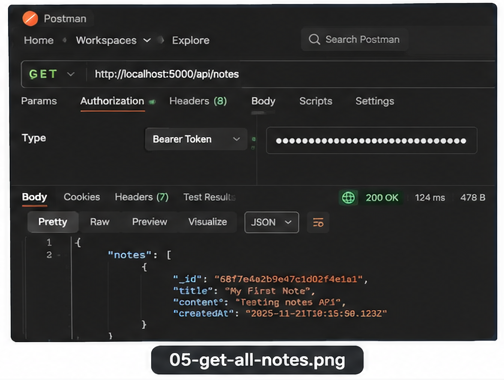 Postman
Home Workspaces Explore Search Postman
GET http://localhost:5000/api/notes
Params Authorization Headers (8) Body Scripts Settings
Type Bearer Token ●●●●●●●●●●●●●●●●●●●●●●●●●●●●●●
Body Cookies Headers (7) Test Results 200 OK 124 ms 478 B
Pretty Raw Preview Visualize JSON
1 {
2 "notes": [
{
"_id": "68f7e4a2b9e47c1d02f4e1a1",
"title": "My First Note",
"content": "Testing notes API",
"createdAt": "2025-11-21T10:15:50.123Z"
}
]
05-get-all-notes.png